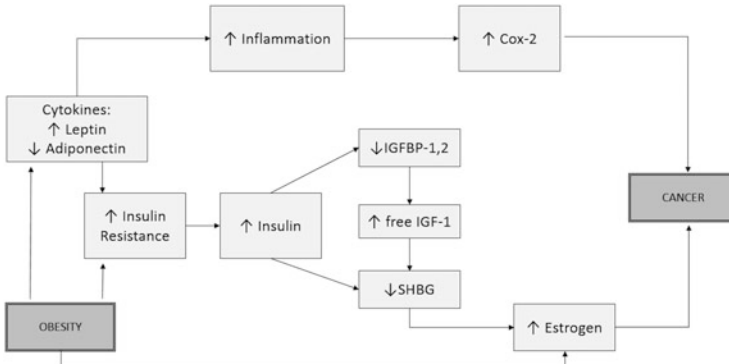 ↑ Inflammation
↑ Cox-2
Cytokines:
↑ Leptin
↓ Adiponectin
↓IGFBP-1,2
↑ Insulin
Resistance
↑ Insulin
↑ free IGF-1
CANCER
↓SHBG
OBESITY
↑ Estrogen